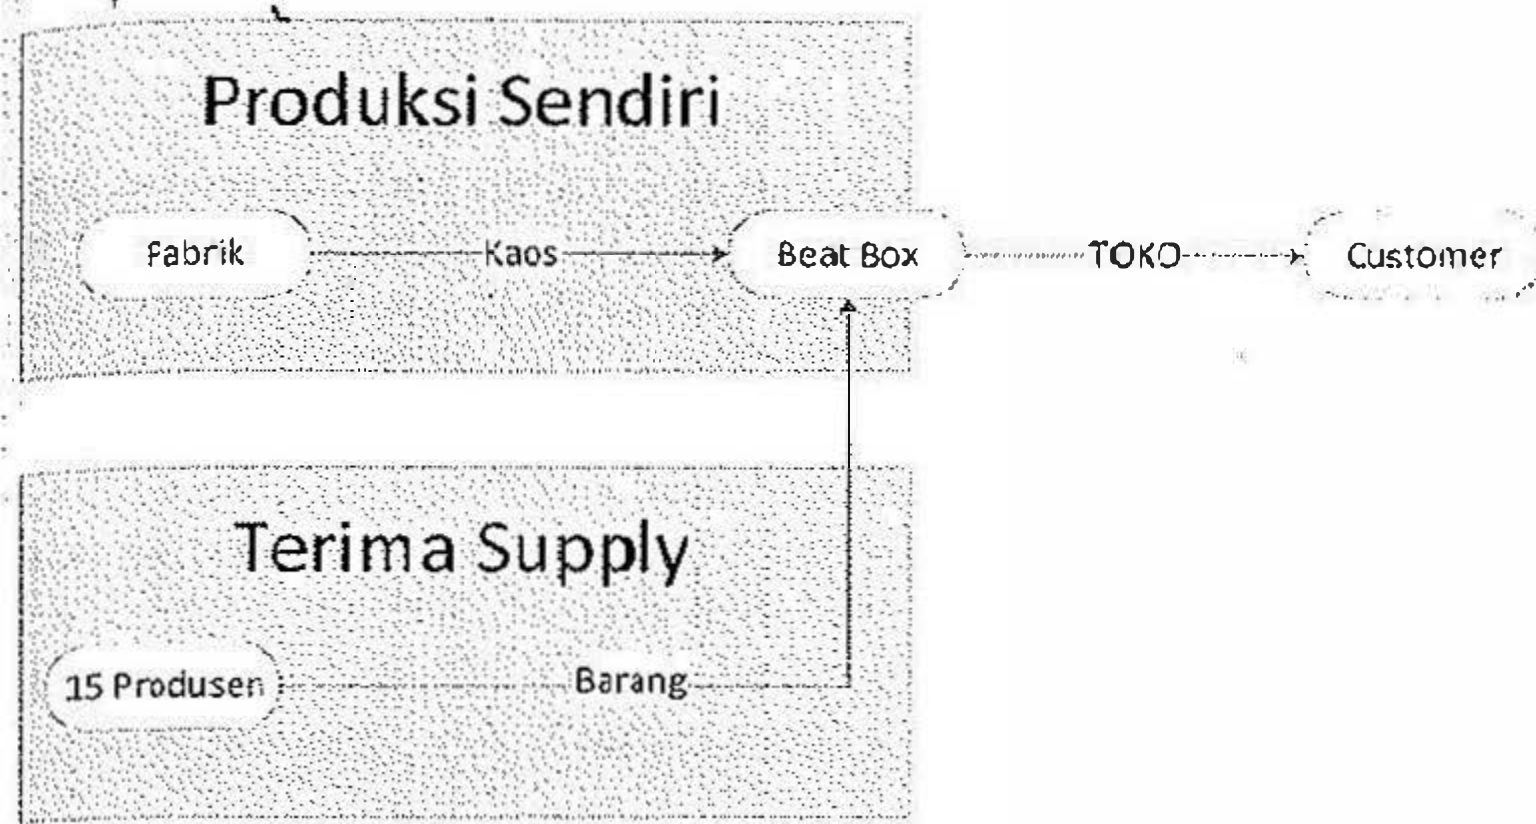 Produksi Sendiri
Fabrik
Kaos
Beat Box
TOKO
Customer
Terima Supply
15 Produsen
Barang